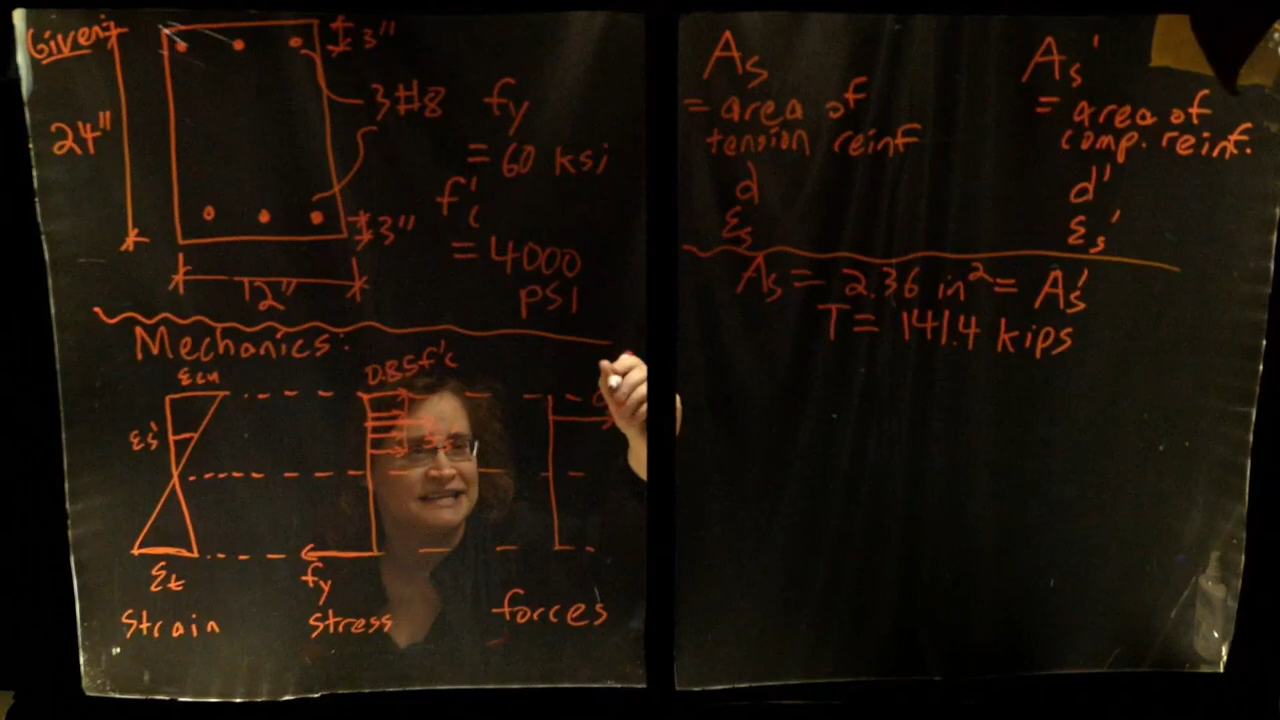 Given:
3"
24"
3#8
fy
= 60 ksi
f'c
= 4000
psi
3"
12"
Mechanics:
εcu
0.85f'c
εs'
εt
fy
strain
stress
forces
As
= area of
tension reinf
d
εs
As'
= area of
comp. reinf.
d'
εs'
As = 2.36 in² = As'
T = 141.4 kips